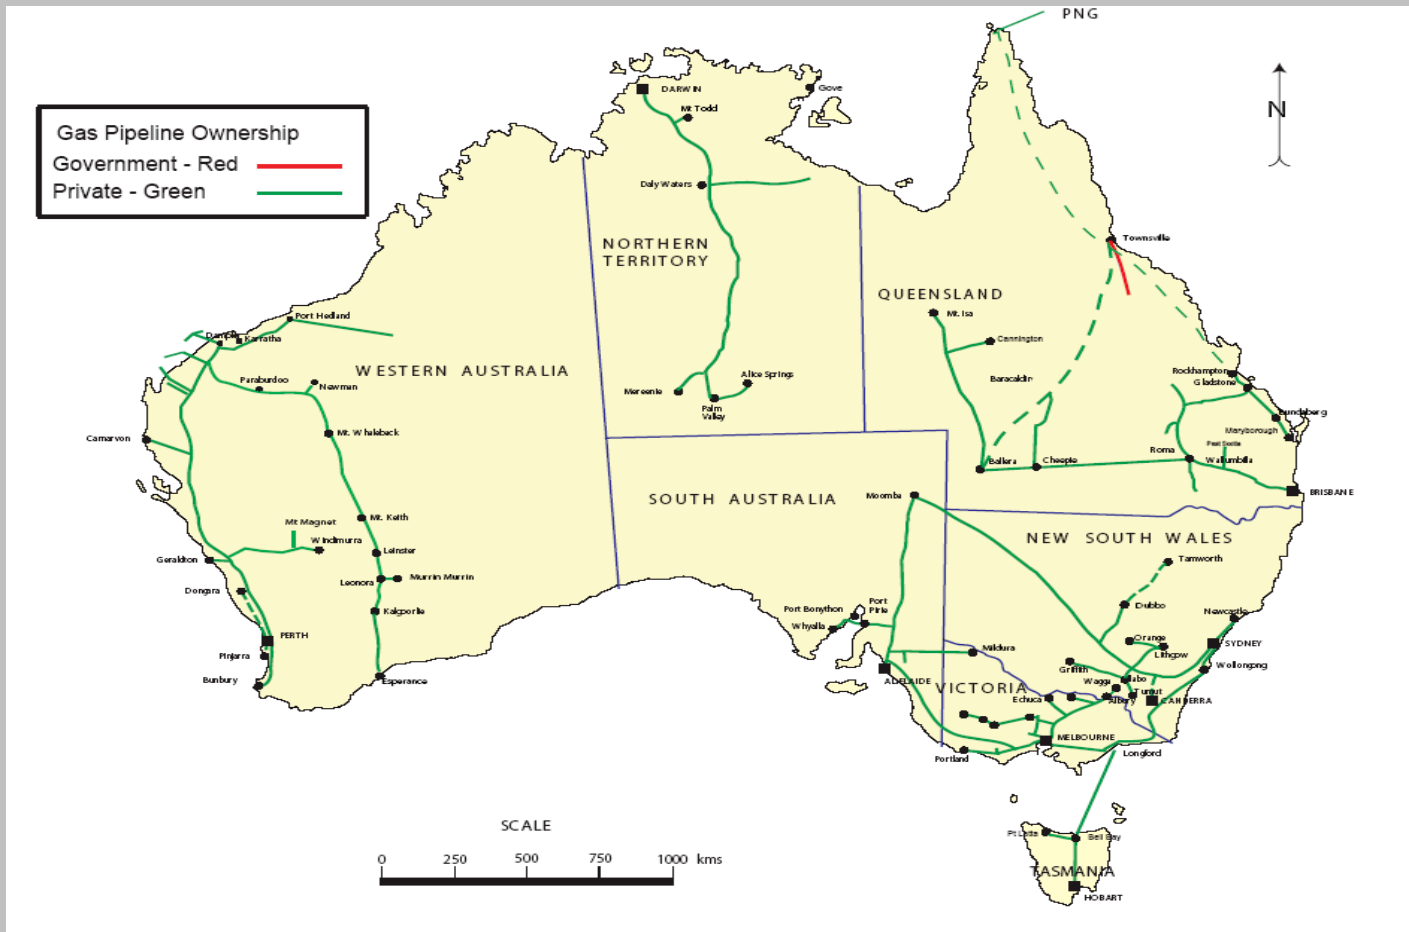 PNG
Gas Pipeline Ownership
Government - Red
Private - Green
N
DARWIN
Gove
Mt Todd
Daly Waters
NORTHERN
TERRITORY
Townsville
QUEENSLAND
Mt. Isa
Cannington
Baracaldir
Port Hedland
Karratha
WESTERN AUSTRALIA
Paraburdoo
Newman
Mereenie
Alice Springs
Palm
Valley
Rockhampton
Gladstone
Bundaberg
Maryborough
Camarvon
Mt. Whaleback
Roma
Wallumbilla
Ballera
Cheepie
BRISBANE
SOUTH AUSTRALIA
Moomba
Mt. Keith
Mt Magnet
Windimurra
NEW SOUTH WALES
Tamworth
Geraldton
Leinster
Leonora
Murrin Murrin
Dongara
Kalgoorlie
Port Bonython
Port
Pirie
Whyalla
Dubbo
Newcastle
PERTH
Pinjarra
Orange
Lithgow
SYDNEY
Mildura
Wollongong
Bunbury
Esperance
ADELAIDE
VICTORIA
Griffith
Wagga
Tumut
Echuca
Albury
CANBERRA
MELBOURNE
Portland
Longford
SCALE
0 250 500 750 1000 kms
Pt Latta
Bell Bay
TASMANIA
HOBART